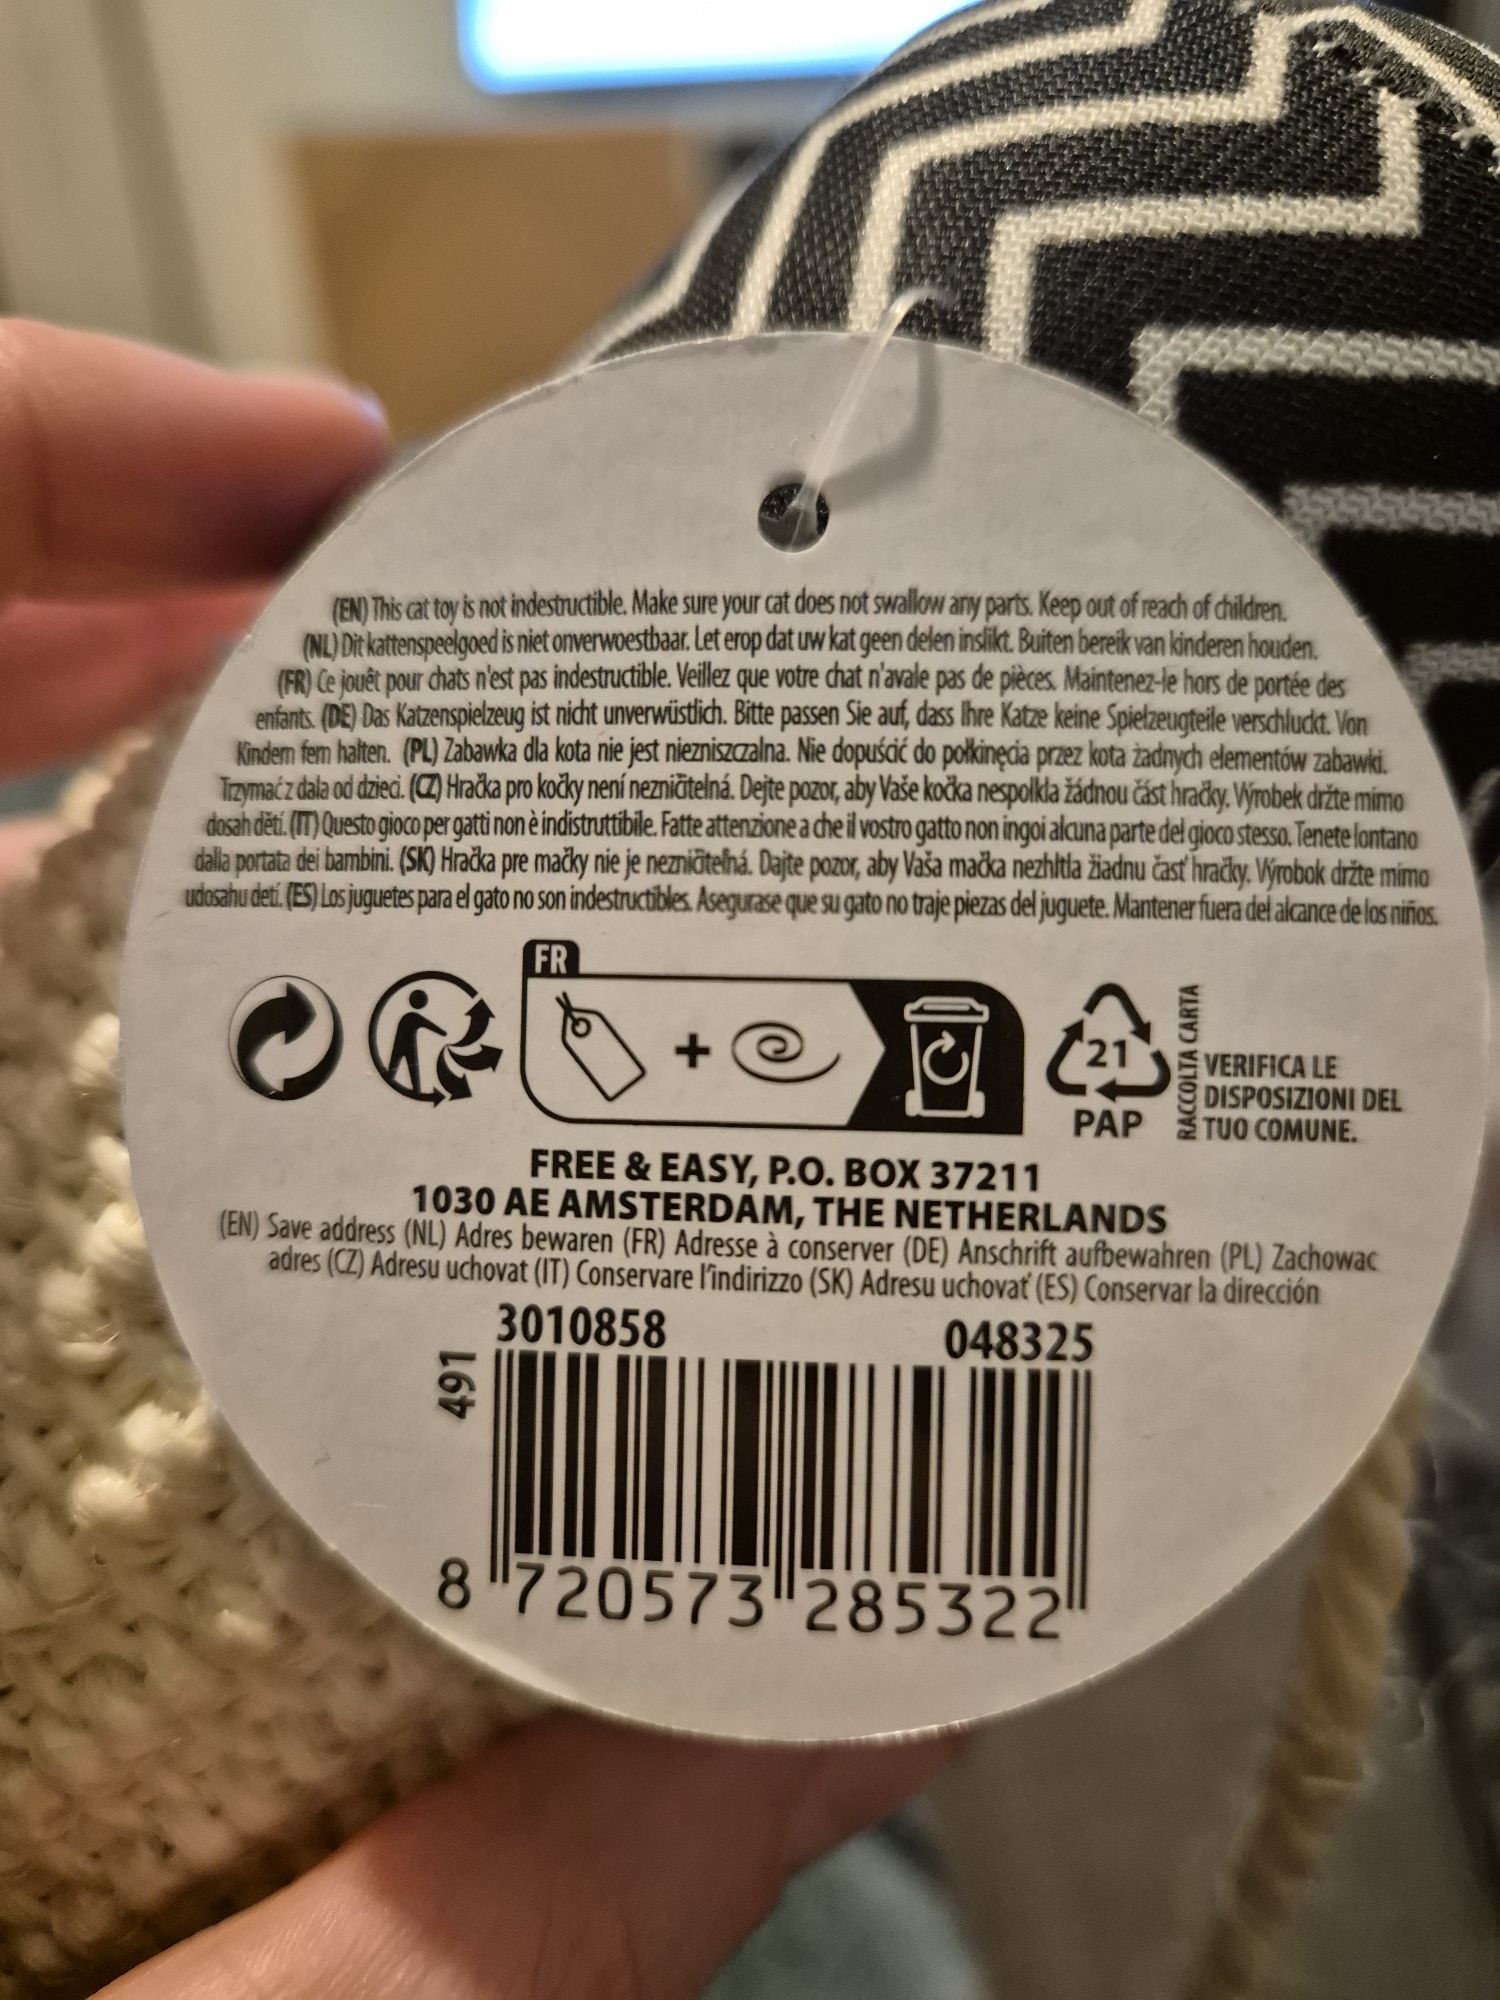 (EN) This cat toy is not indestructible. Make sure your cat does not swallow any parts. Keep out of reach of children.
(NL) Dit kattenspeelgoed is niet onverwoestbaar. Let erop dat uw kat geen delen inslikt. Buiten bereik van kinderen houden.
(FR) Ce jouêt pour chats n'est pas indestructible. Veillez que votre chat n'avale pas de pièces. Maintenez-le hors de portée des
enfants. (DE) Das Katzenspielzeug ist nicht unverwüstlich. Bitte passen Sie auf, dass Ihre Katze keine Spielzeugteile verschluckt. Von
Kindern fern halten. (PL) Zabawka dla kota nie jest niezniszczalna. Nie dopuścić do połkinęcia przez kota żadnych elementów zabawki.
Trzymać z dala od dzieci. (CZ) Hračka pro kočky není nezničitelná. Dejte pozor, aby Vaše kočka nespolkla žádnou část hračky. Výrobek držte mimo
dosah dětí. (IT) Questo gioco per gatti non è indistruttibile. Fatte attenzione a che il vostro gatto non ingoi alcuna parte del gioco stesso. Tenete lontano
dalla portata dei bambini. (SK) Hračka pre mačky nie je nezničiteľná. Dajte pozor, aby Vaša mačka nezhltla žiadnu časť hračky. Výrobok držte mimo
udosahu detí. (ES) Los juguetes para el gato no son indestructibles. Asegurase que su gato no traje piezas del juguete. Mantener fuera del alcance de los niños.
FR
+
21
PAP
RACCOLTA CARTA
VERIFICA LE
DISPOSIZIONI DEL
TUO COMUNE.
FREE & EASY, P.O. BOX 37211
1030 AE AMSTERDAM, THE NETHERLANDS
(EN) Save address (NL) Adres bewaren (FR) Adresse à conserver (DE) Anschrift aufbewahren (PL) Zachowac
adres (CZ) Adresu uchovat (IT) Conservare l'indirizzo (SK) Adresu uchovať (ES) Conservar la dirección
3010858 048325
491
8 720573 285322